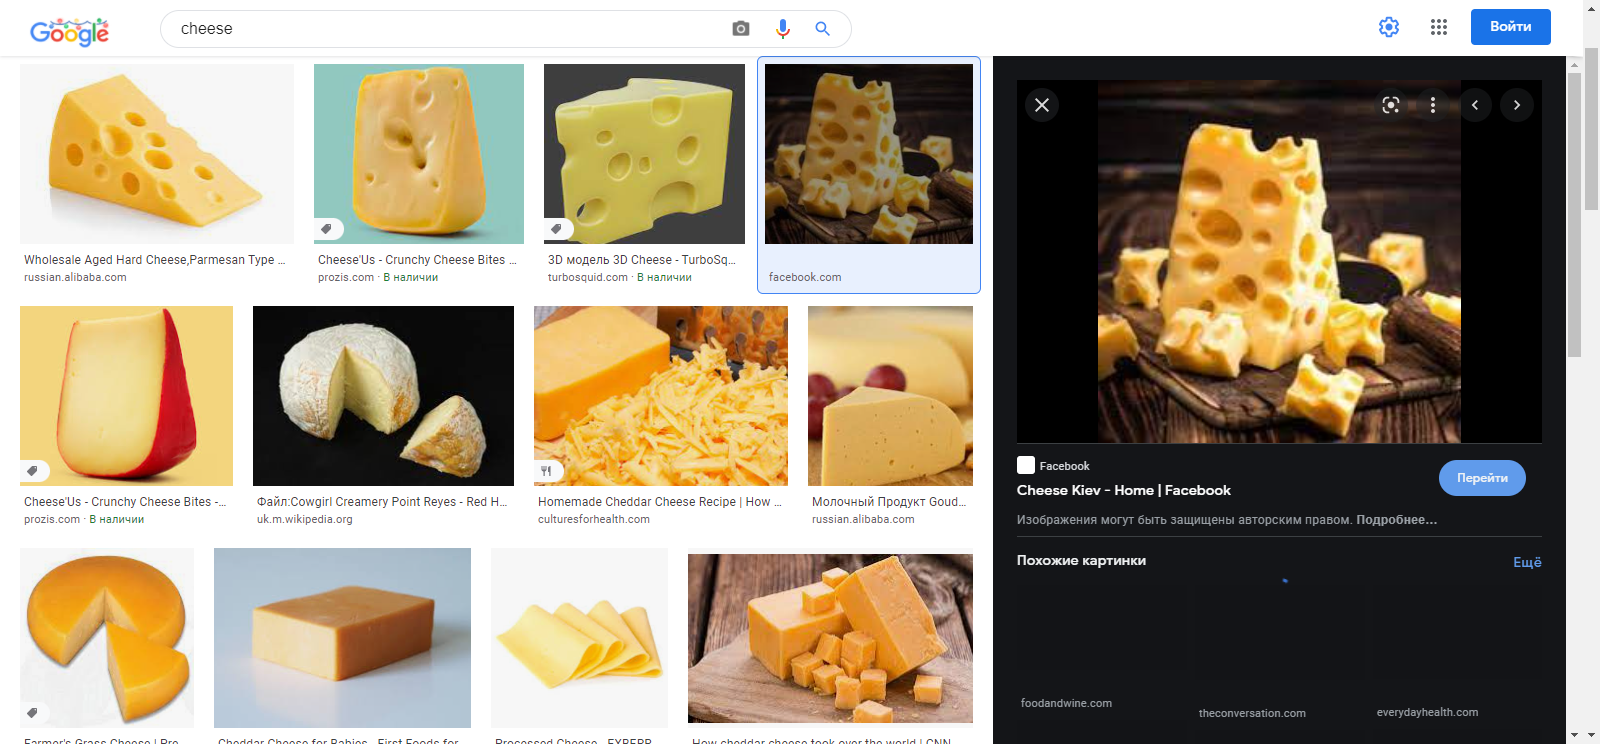 Google
cheese
Войти
Wholesale Aged Hard Cheese,Parmesan Type ...
russian.alibaba.com
Cheese'Us - Crunchy Cheese Bites ...
prozis.com · В наличии
3D модель 3D Cheese - TurboSq...
turbosquid.com · В наличии
facebook.com
Cheese'Us - Crunchy Cheese Bites -...
prozis.com · В наличии
Файл:Cowgirl Creamery Point Reyes - Red H...
uk.m.wikipedia.org
Homemade Cheddar Cheese Recipe | How ...
culturesforhealth.com
Молочный Продукт Goud...
russian.alibaba.com
Farmer's Grass Cheese | Pre
Cheddar Cheese for Babies - First Foods for
Processed Cheese - EXBERR
How cheddar cheese took over the world | CNN
Facebook
Cheese Kiev - Home | Facebook
Перейти
Изображения могут быть защищены авторским правом. Подробнее...
Похожие картинки
Ещё
foodandwine.com
theconversation.com
everydayhealth.com